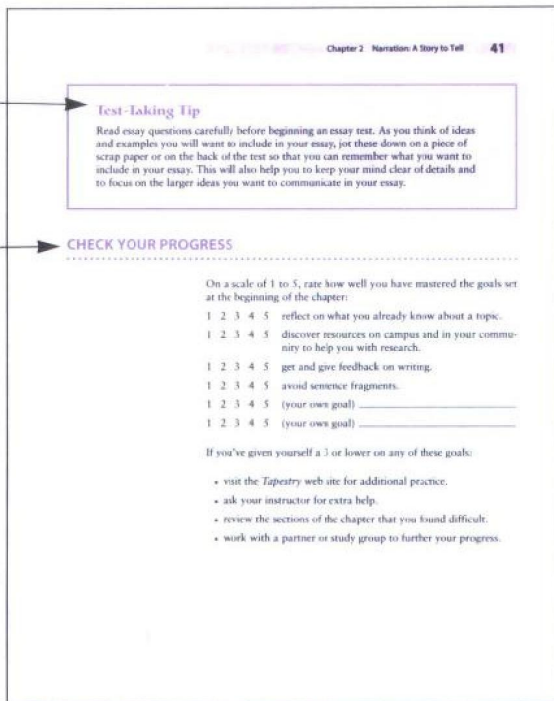 Chapter 2 Narration: A Story to Tell 41
Test-Taking Tip
Read essay questions carefully before beginning an essay test. As you think of ideas
and examples you will want to include in your essay, jot these down on a piece of
scrap paper or on the back of the test so that you can remember what you want to
include in your essay. This will also help you to keep your mind clear of details and
to focus on the larger ideas you want to communicate in your essay.
CHECK YOUR PROGRESS
On a scale of 1 to 5, rate how well you have mastered the goals set
at the beginning of the chapter:
1 2 3 4 5 reflect on what you already know about a topic.
1 2 3 4 5 discover resources on campus and in your commu-
nity to help you with research.
1 2 3 4 5 get and give feedback on writing.
1 2 3 4 5 avoid sentence fragments.
1 2 3 4 5 (your own goal)
1 2 3 4 5 (your own goal)
If you've given yourself a 3 or lower on any of these goals:
• visit the Tapestry web site for additional practice.
• ask your instructor for extra help.
• review the sections of the chapter that you found difficult.
• work with a partner or study group to further your progress.